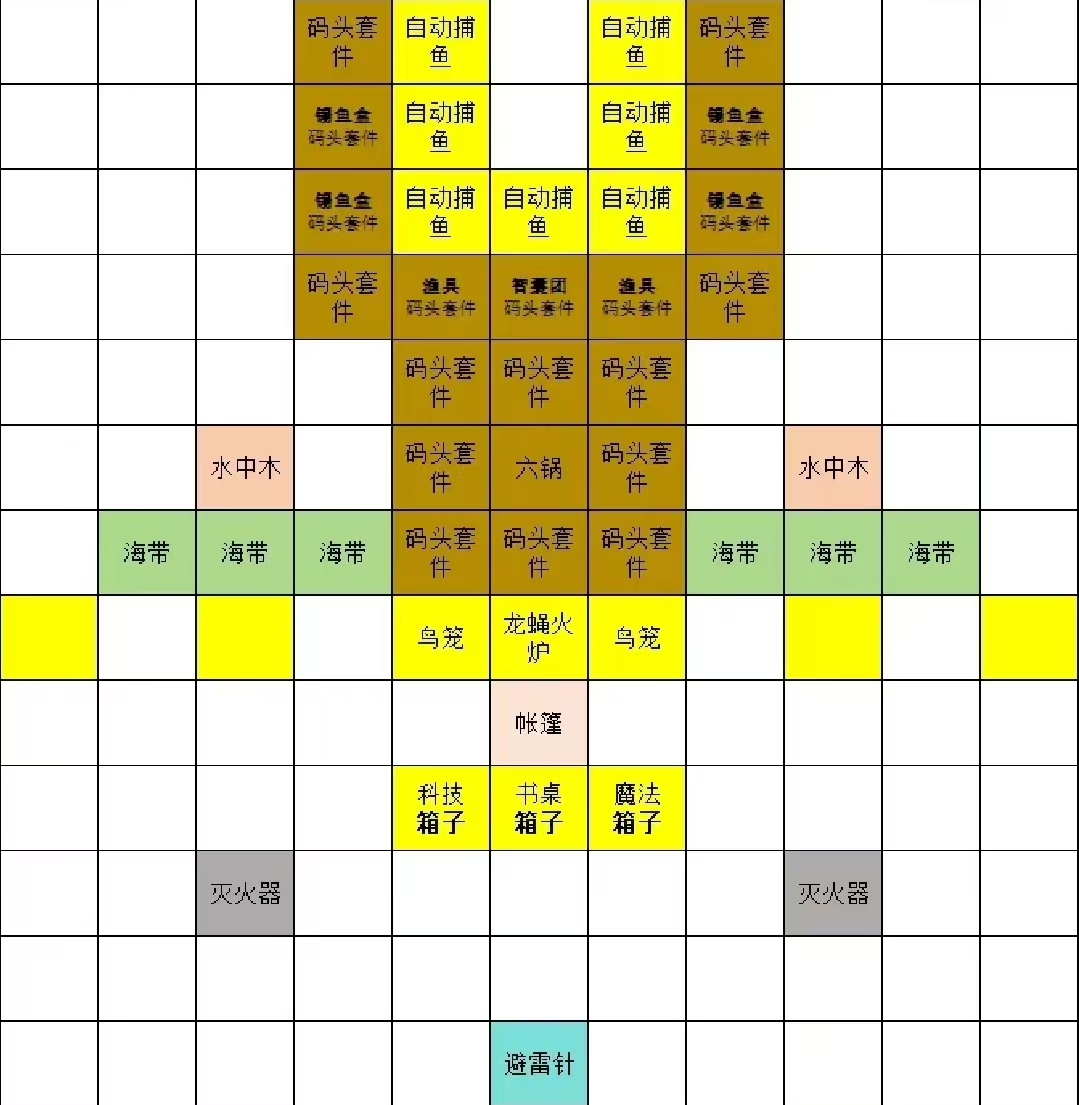 码头套 自动捕 自动捕 码头套
件 鱼 鱼 件
锡鱼盒 自动捕 自动捕 锡鱼盒
码头套件 鱼 鱼 码头套件
锡鱼盒 自动捕 自动捕 自动捕 锡鱼盒
码头套件 鱼 鱼 鱼 码头套件
码头套 渔具 智囊团 渔具 码头套
件 码头套件 码头套件 码头套件 件
码头套 码头套 码头套
件 件 件
水中木 码头套 六锅 码头套 水中木
件 件
海带 海带 海带 码头套 码头套 码头套 海带 海带 海带
件 件 件
鸟笼 龙蝇火 鸟笼
炉
帐篷
科技 书桌 魔法
箱子 箱子 箱子
灭火器 灭火器
避雷针